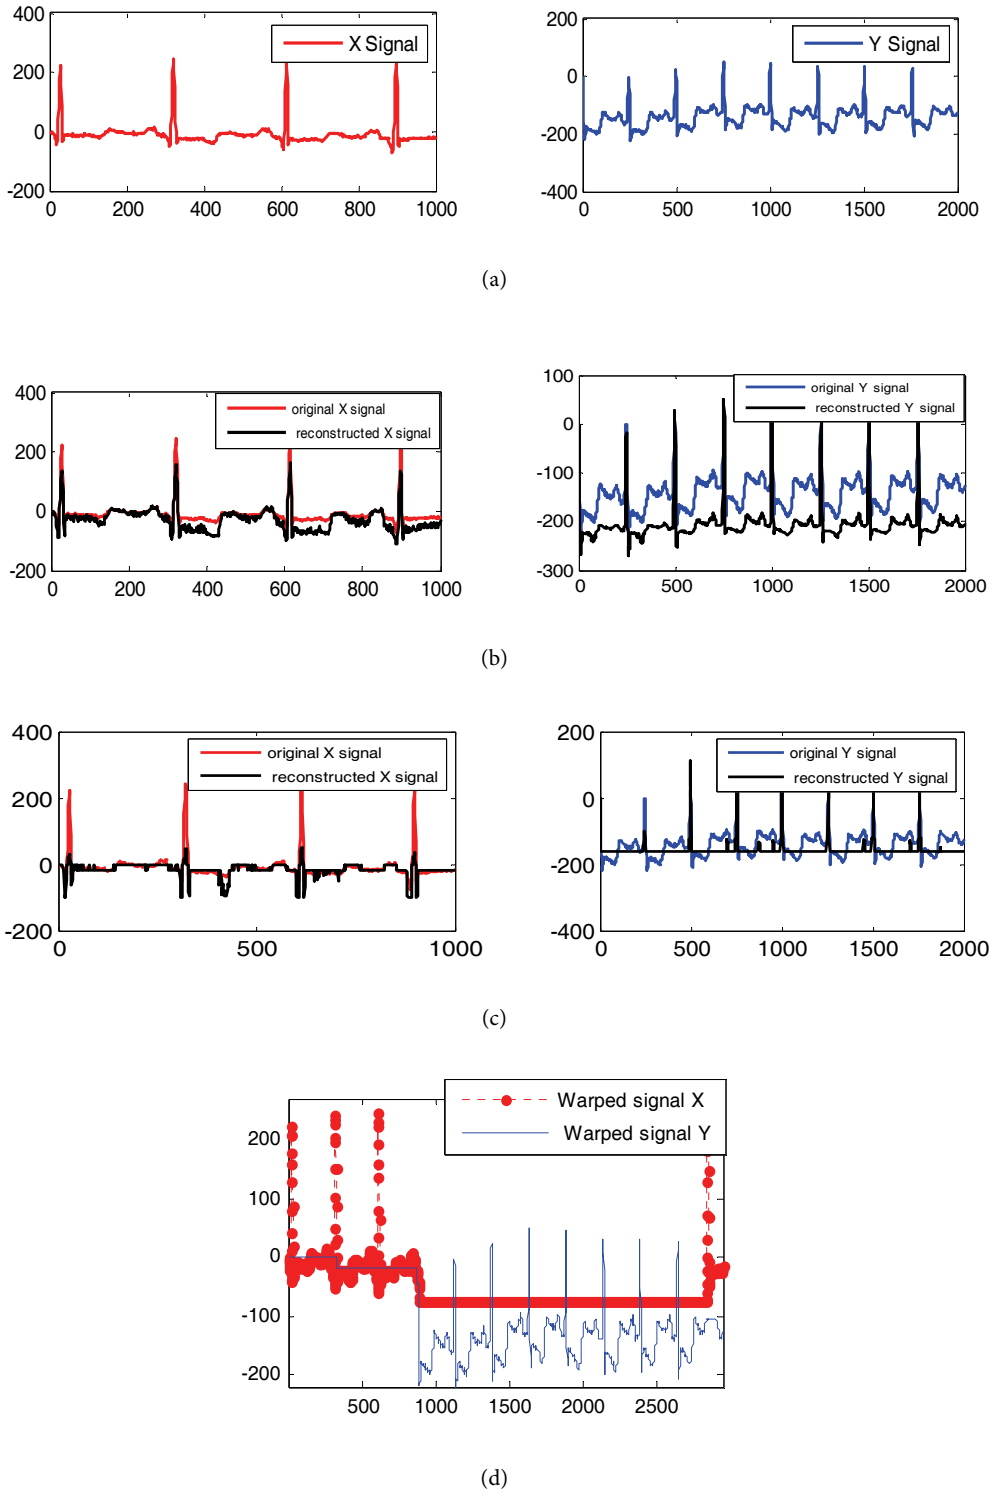 400
200
0
-200
0 200 400 600 800 1000
X Signal
200
0
-200
-400
0 500 1000 1500 2000
Y Signal
(a)
400
200
0
-200
0 200 400 600 800 1000
original X signal
reconstructed X signal
100
0
-100
-200
-300
0 500 1000 1500 2000
original Y signal
reconstructed Y signal
(b)
400
200
0
-200
0 500 1000
original X signal
reconstructed X signal
200
0
-200
-400
0 500 1000 1500 2000
original Y signal
reconstructed Y signal
(c)
Warped signal X
Warped signal Y
200
100
0
-100
-200
500 1000 1500 2000 2500
(d)